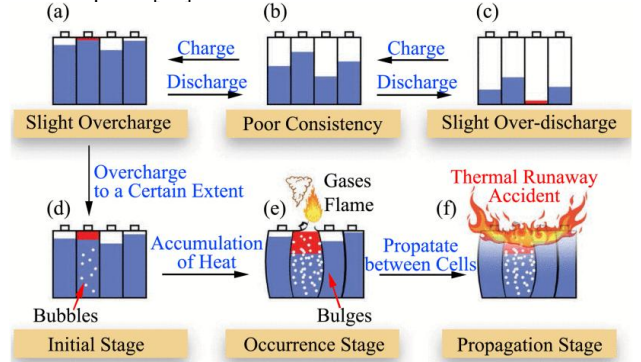 (a)
(b)
(c)
Charge
Charge
Discharge
Discharge
Slight Overcharge
Poor Consistency
Slight Over-discharge
Overcharge
to a Certain Extent
Gases
Flame
Thermal Runaway
Accident
(d)
(e)
(f)
Accumulation
of Heat
Propatate
between Cells
Bubbles
Bulges
Initial Stage
Occurrence Stage
Propagation Stage